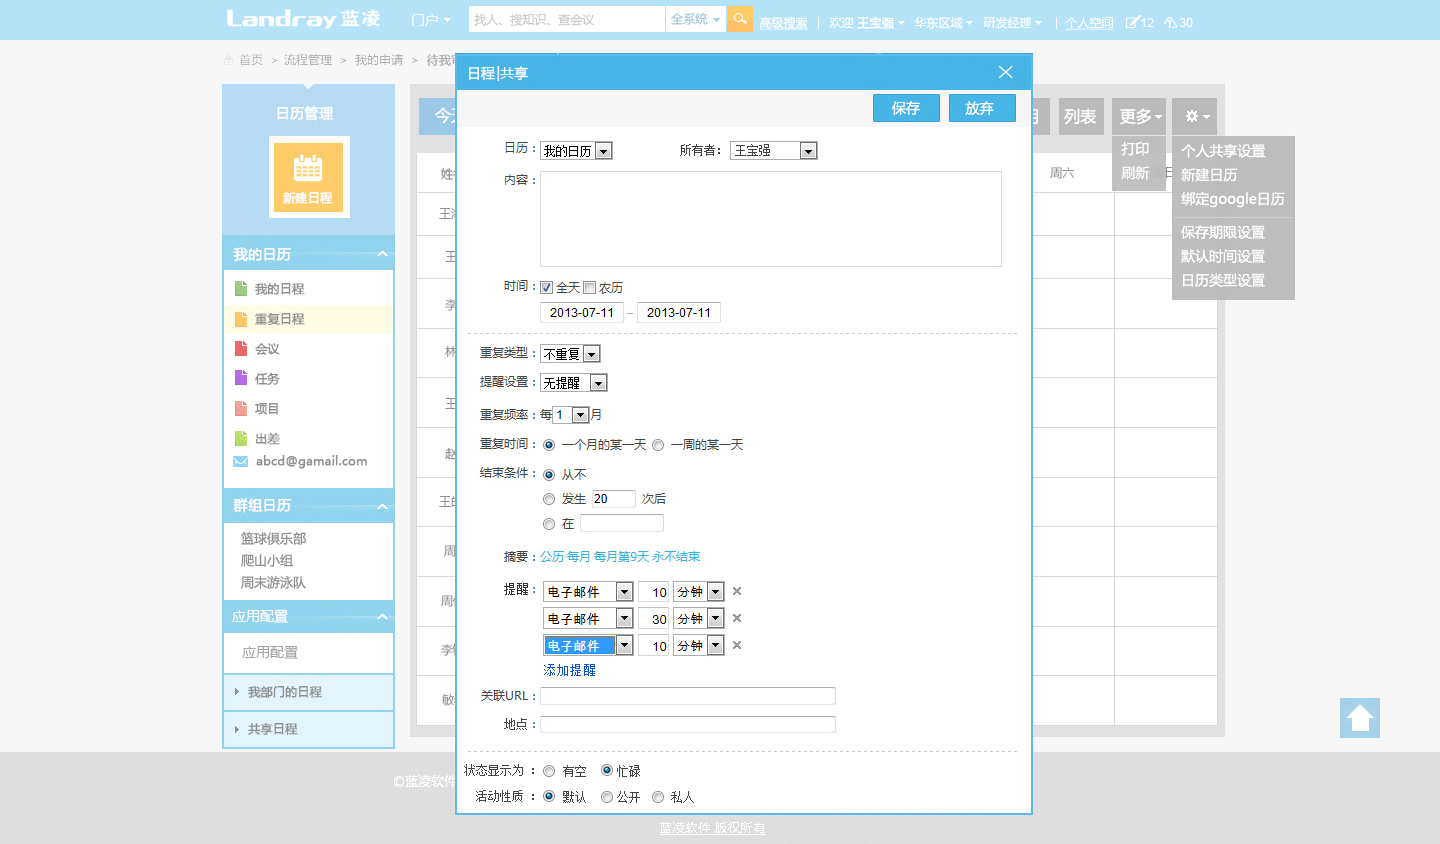 Landray 蓝凌
门户
找人、搜知识、查会议
全系统
高级搜索 | 欢迎 王宝强 华东区域 研发经理 | 个人空间 12 30
首页 > 流程管理 > 我的申请 >
日历管理
新建日程
我的日历
我的日程
重复日程
会议
任务
项目
出差
abcd@gamail.com
群组日历
篮球俱乐部
爬山小组
周末游泳队
应用配置
应用配置
我部门的日程
共享日程
日程|共享
保存 放弃
日历: 我的日历 所有者: 王宝强
内容:
时间: 全天 农历
2013-07-11 – 2013-07-11
重复类型: 不重复
提醒设置: 无提醒
重复频率: 每 1 月
重复时间: 一个月的某一天 一周的某一天
结束条件: 从不
发生 20 次后
在
摘要: 公历 每月 每月第9天 永不结束
提醒: 电子邮件 10 分钟
电子邮件 30 分钟
电子邮件 10 分钟
添加提醒
关联URL:
地点:
状态显示为: 有空 忙碌
活动性质: 默认 公开 私人
列表 更多
打印
刷新
个人共享设置
新建日历
绑定google日历
保存期限设置
默认时间设置
日历类型设置
周六
©蓝凌软件
蓝凌软件 版权所有